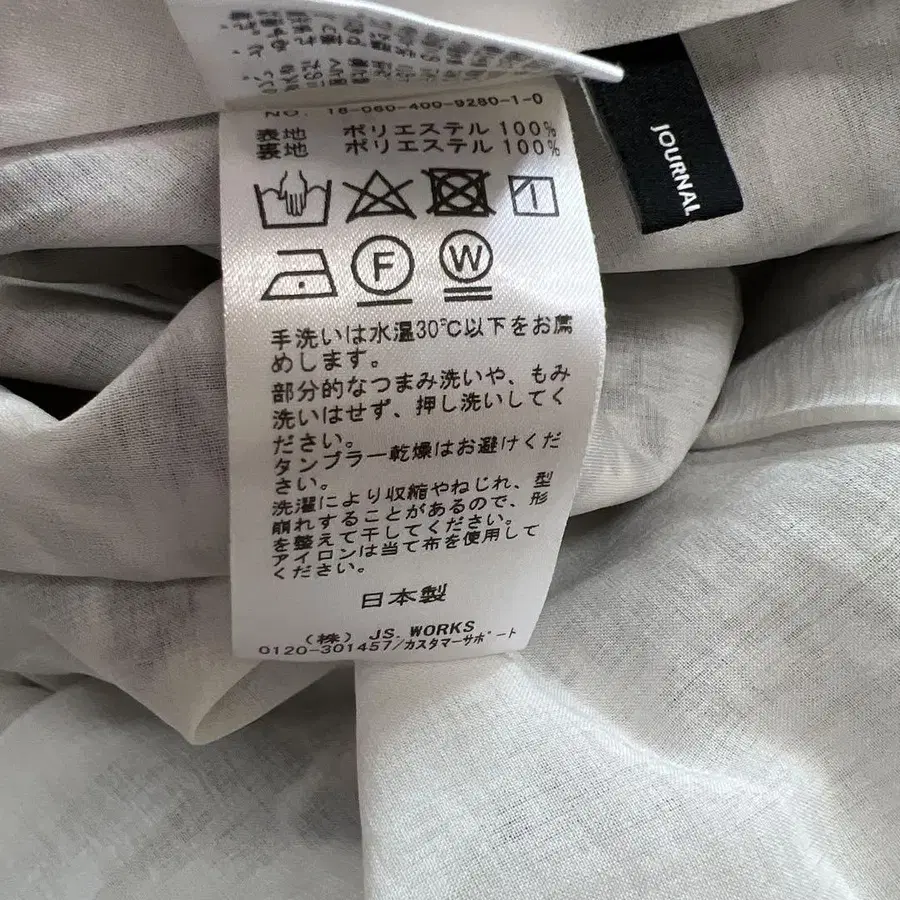 NO. 18-060-400-9280-1-0
表地 ポリエステル 100%
裏地 ポリエステル 100%
F W
手洗いは水温30℃以下をお薦
めします。
部分的なつまみ洗いや、もみ
洗いはせず、押し洗いしてく
ださい。
タンブラー乾燥はお避けくだ
さい。
洗濯により収縮やねじれ、型
崩れすることがあるので、形
を整えて干してください。
アイロンは当て布を使用して
ください。
日本製
(株) JS. WORKS
0120-301457/カスタマーサポート
JOURNAL